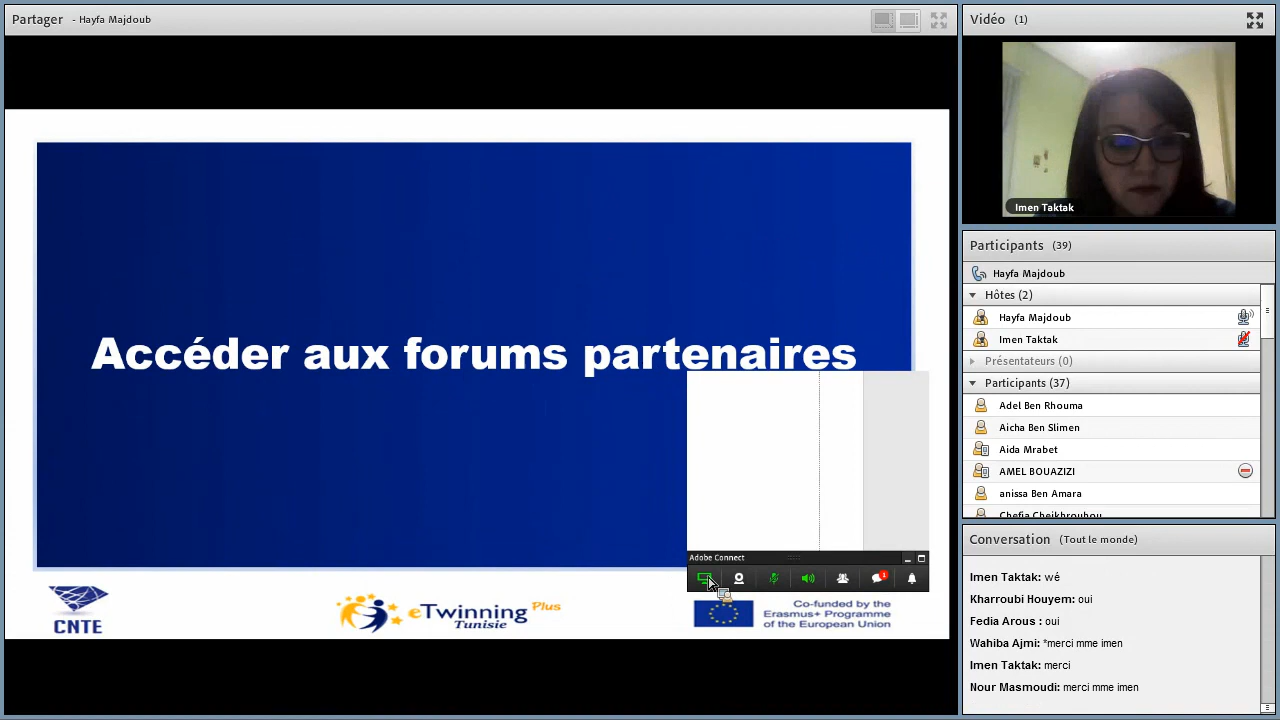 Partager - Hayfa Majdoub
Accéder aux forums partenaires
Adobe Connect
1
CNTE
eTwinning Plus
Tunisie
Co-funded by the
Erasmus+ Programme
of the European Union
Vidéo (1)
Imen Taktak
Participants (39)
Hayfa Majdoub
Hôtes (2)
Hayfa Majdoub
Imen Taktak
Présentateurs (0)
Participants (37)
Adel Ben Rhouma
Aicha Ben Slimen
Aida Mrabet
AMEL BOUAZIZI
anissa Ben Amara
Chefia Cheikhrouhou
Conversation (Tout le monde)
Imen Taktak: wé
Kharroubi Houyem: oui
Fedia Arous : oui
Wahiba Ajmi: *merci mme imen
Imen Taktak: merci
Nour Masmoudi: merci mme imen